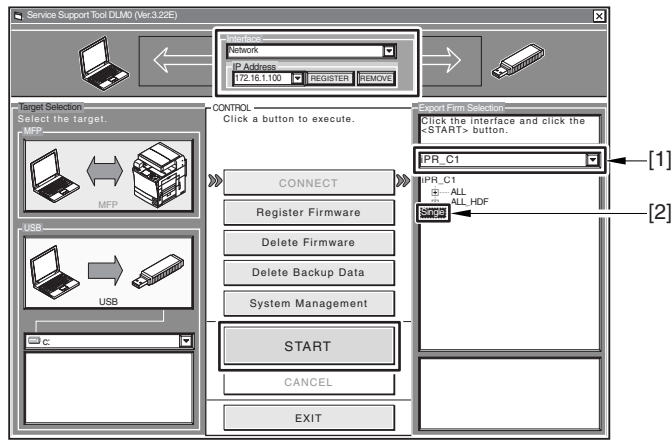 Service Support Tool DLM0 (Ver.3.22E)
Interface
Network
IP Address
172.16.1.100
REGISTER
REMOVE
Target Selection
Select the target.
MFP
MFP
USB
USB
c:
CONTROL
Click a button to execute.
CONNECT
Register Firmware
Delete Firmware
Delete Backup Data
System Management
START
CANCEL
EXIT
Export Firm Selection
Click the interface and click the
<START> button.
iPR_C1
[1]
iPR_C1
ALL
ALL_HDF
Singel
[2]